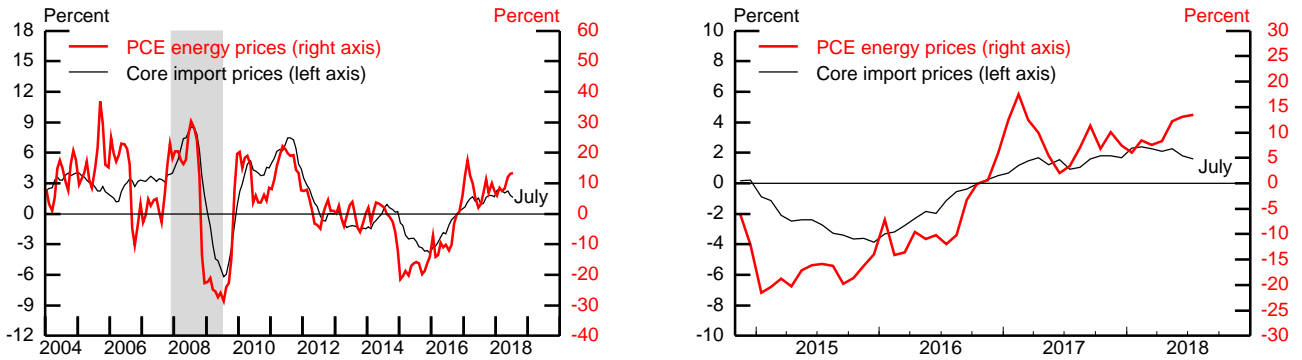 Percent Percent
18 60
PCE energy prices (right axis)
15 50
Core import prices (left axis)
12 40
9 30
6 20
3 10
July
0 0
-3 -10
-6 -20
-9 -30
-12 -40
2004 2006 2008 2010 2012 2014 2016 2018
Percent Percent
10 30
PCE energy prices (right axis)
8 25
Core import prices (left axis)
20
6
15
4
10
2 5
July
0 0
-5
-2
-10
-4
-15
-6
-20
-8 -25
-10 -30
2015 2016 2017 2018